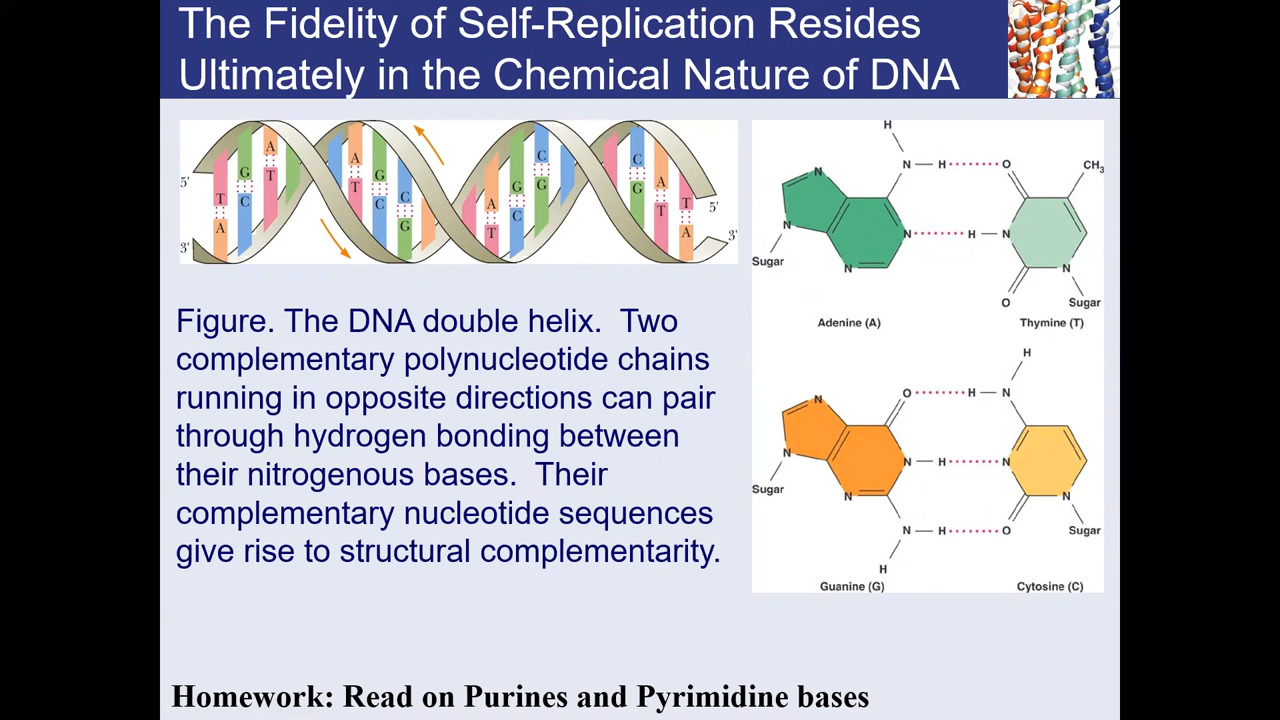 The Fidelity of Self-Replication Resides
Ultimately in the Chemical Nature of DNA
5'
3'
T
A
G
C
A
T
A
T
G
C
C
G
A
T
G
C
C
G
C
G
A
T
T
A
5'
3'
H
N H O CH3
N
N
N H N
Sugar
N
O
N
Sugar
Adenine (A) Thymine (T)
Figure. The DNA double helix. Two
complementary polynucleotide chains
running in opposite directions can pair
through hydrogen bonding between
their nitrogenous bases. Their
complementary nucleotide sequences
give rise to structural complementarity.
H
O H N
N
N
N H N
Sugar
N
N
N H O
Sugar
H
Guanine (G) Cytosine (C)
Homework: Read on Purines and Pyrimidine bases